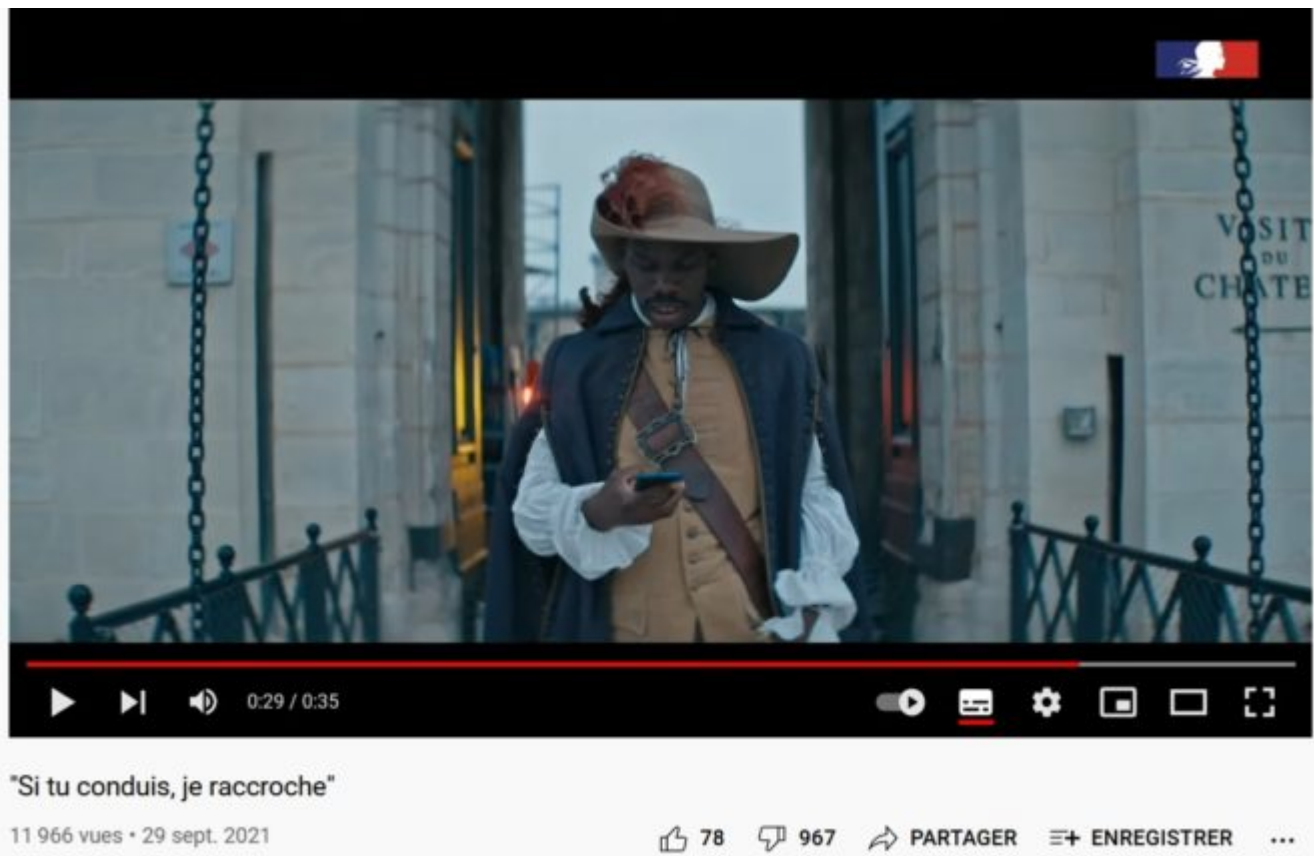 VISIT
DU
CHATE
0:29 / 0:35
"Si tu conduis, je raccroche"
11 966 vues • 29 sept. 2021
78 967 PARTAGER ENREGISTRER ...